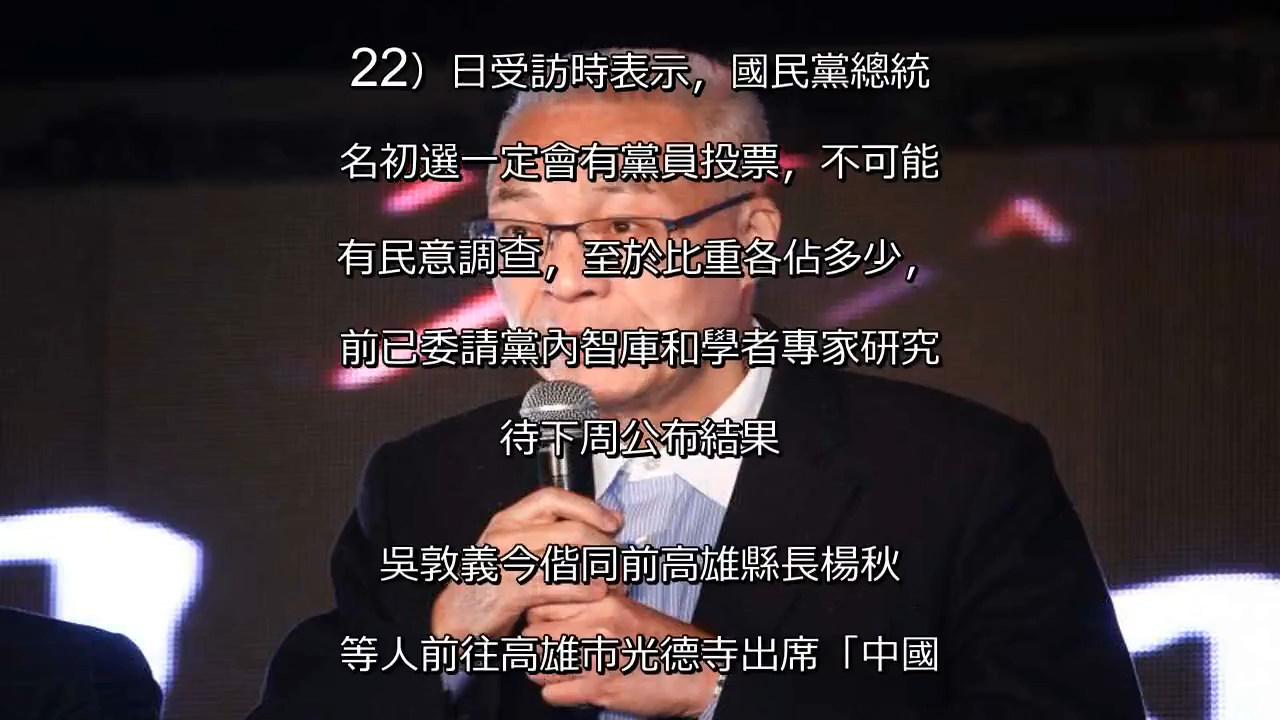 22）日受訪時表示，國民黨總統
名初選一定會有黨員投票，不可能
有民意調查，至於比重各佔多少，
前已委請黨內智庫和學者專家研究
待下周公布結果
吳敦義今偕同前高雄縣長楊秋
等人前往高雄市光德寺出席「中國